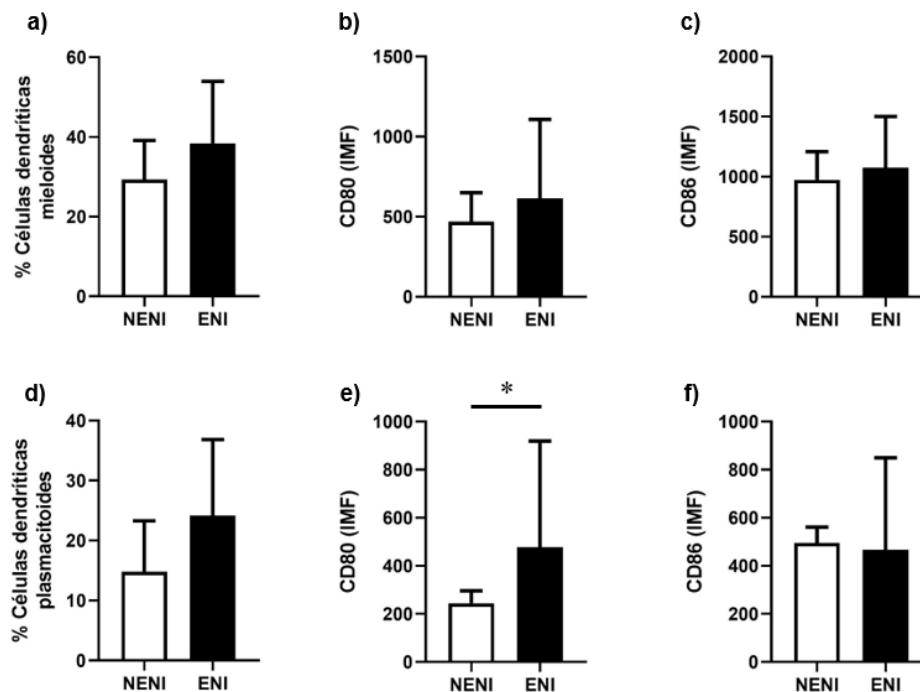 a)
% Células dendríticas
mieloides
60
40
20
0
NENI ENI
b)
CD80 (IMF)
1500
1000
500
0
NENI ENI
c)
CD86 (IMF)
2000
1500
1000
500
0
NENI ENI
d)
% Células dendríticas
plasmacitoides
40
30
20
10
0
NENI ENI
e)
*
CD80 (IMF)
1000
800
600
400
200
0
NENI ENI
f)
CD86 (IMF)
1000
800
600
400
200
0
NENI ENI